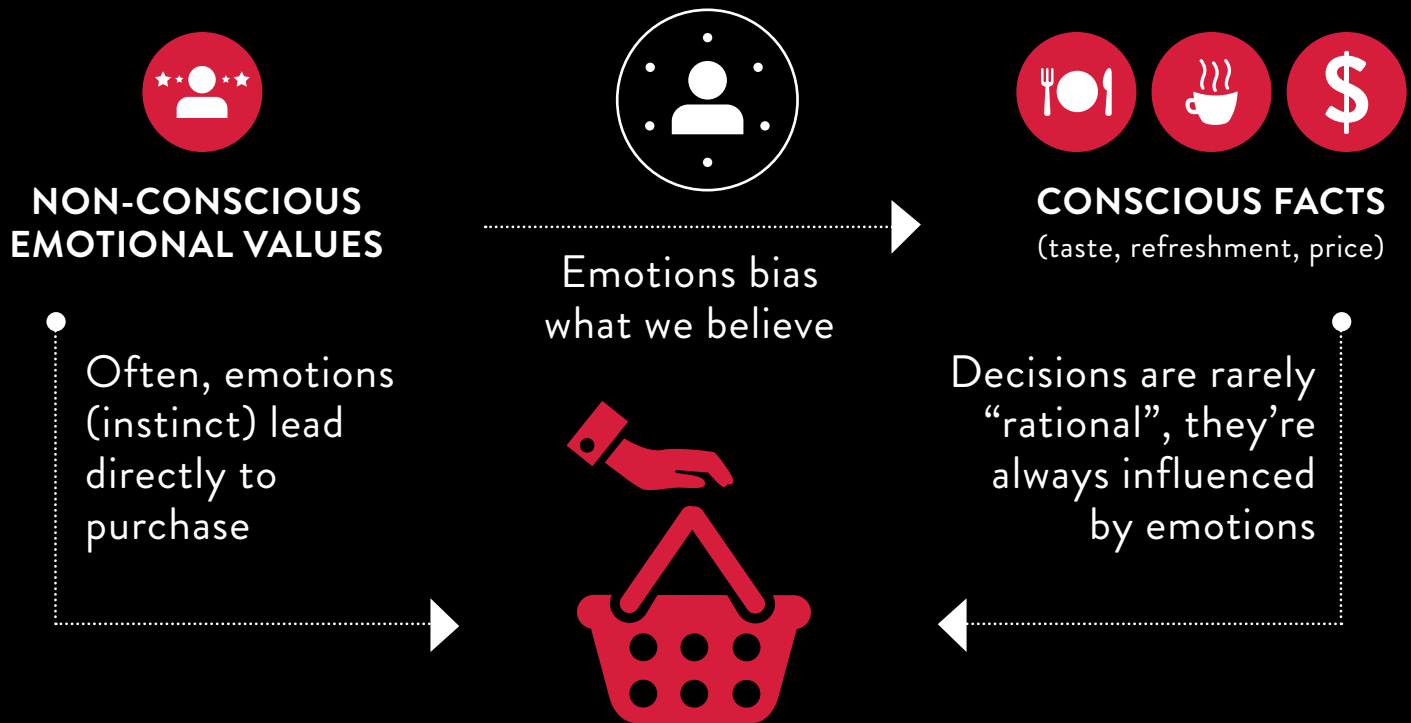 NON-CONSCIOUS
EMOTIONAL VALUES
Emotions bias
what we believe
CONSCIOUS FACTS
(taste, refreshment, price)
Often, emotions
(instinct) lead
directly to
purchase
Decisions are rarely
“rational”, they’re
always influenced
by emotions
$